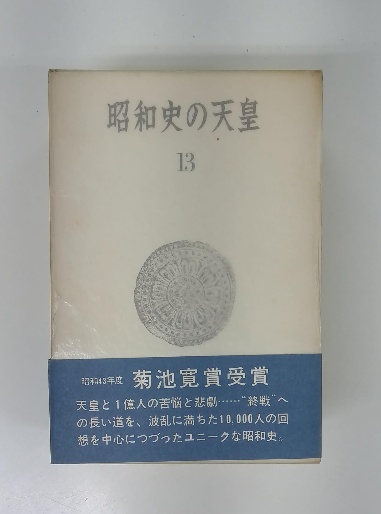 昭和史の天皇
13
昭和43年度 菊池寛賞受賞
天皇と1億人の苦悩と悲劇……“終戦”へ
の長い道を、波乱に満ちた10,000人の回
想を中心につづったユニークな昭和史。